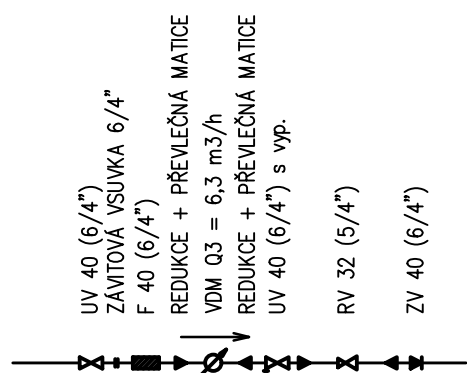 UV 40 (6/4")
ZÁVITOVÁ VSUVKA 6/4"
F 40 (6/4")
REDUKCE + PŘEVLEČNÁ MATICE
VDM Q3 = 6,3 m3/h
REDUKCE + PŘEVLEČNÁ MATICE
UV 40 (6/4") s vyp.
RV 32 (5/4")
ZV 40 (6/4")